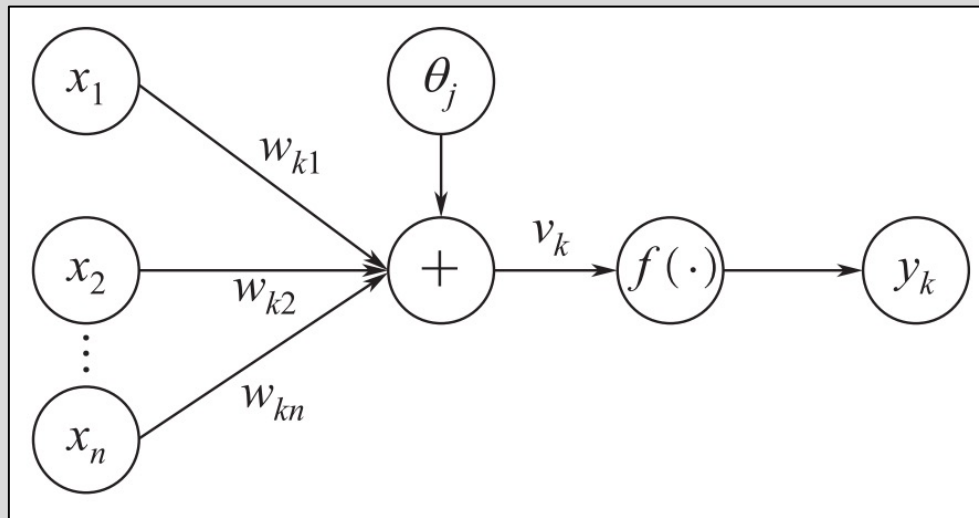 x₁
θⱼ
wₖ₁
x₂
wₖ₂
+
vₖ
f(·)
yₖ
⋮
wₖₙ
xₙ